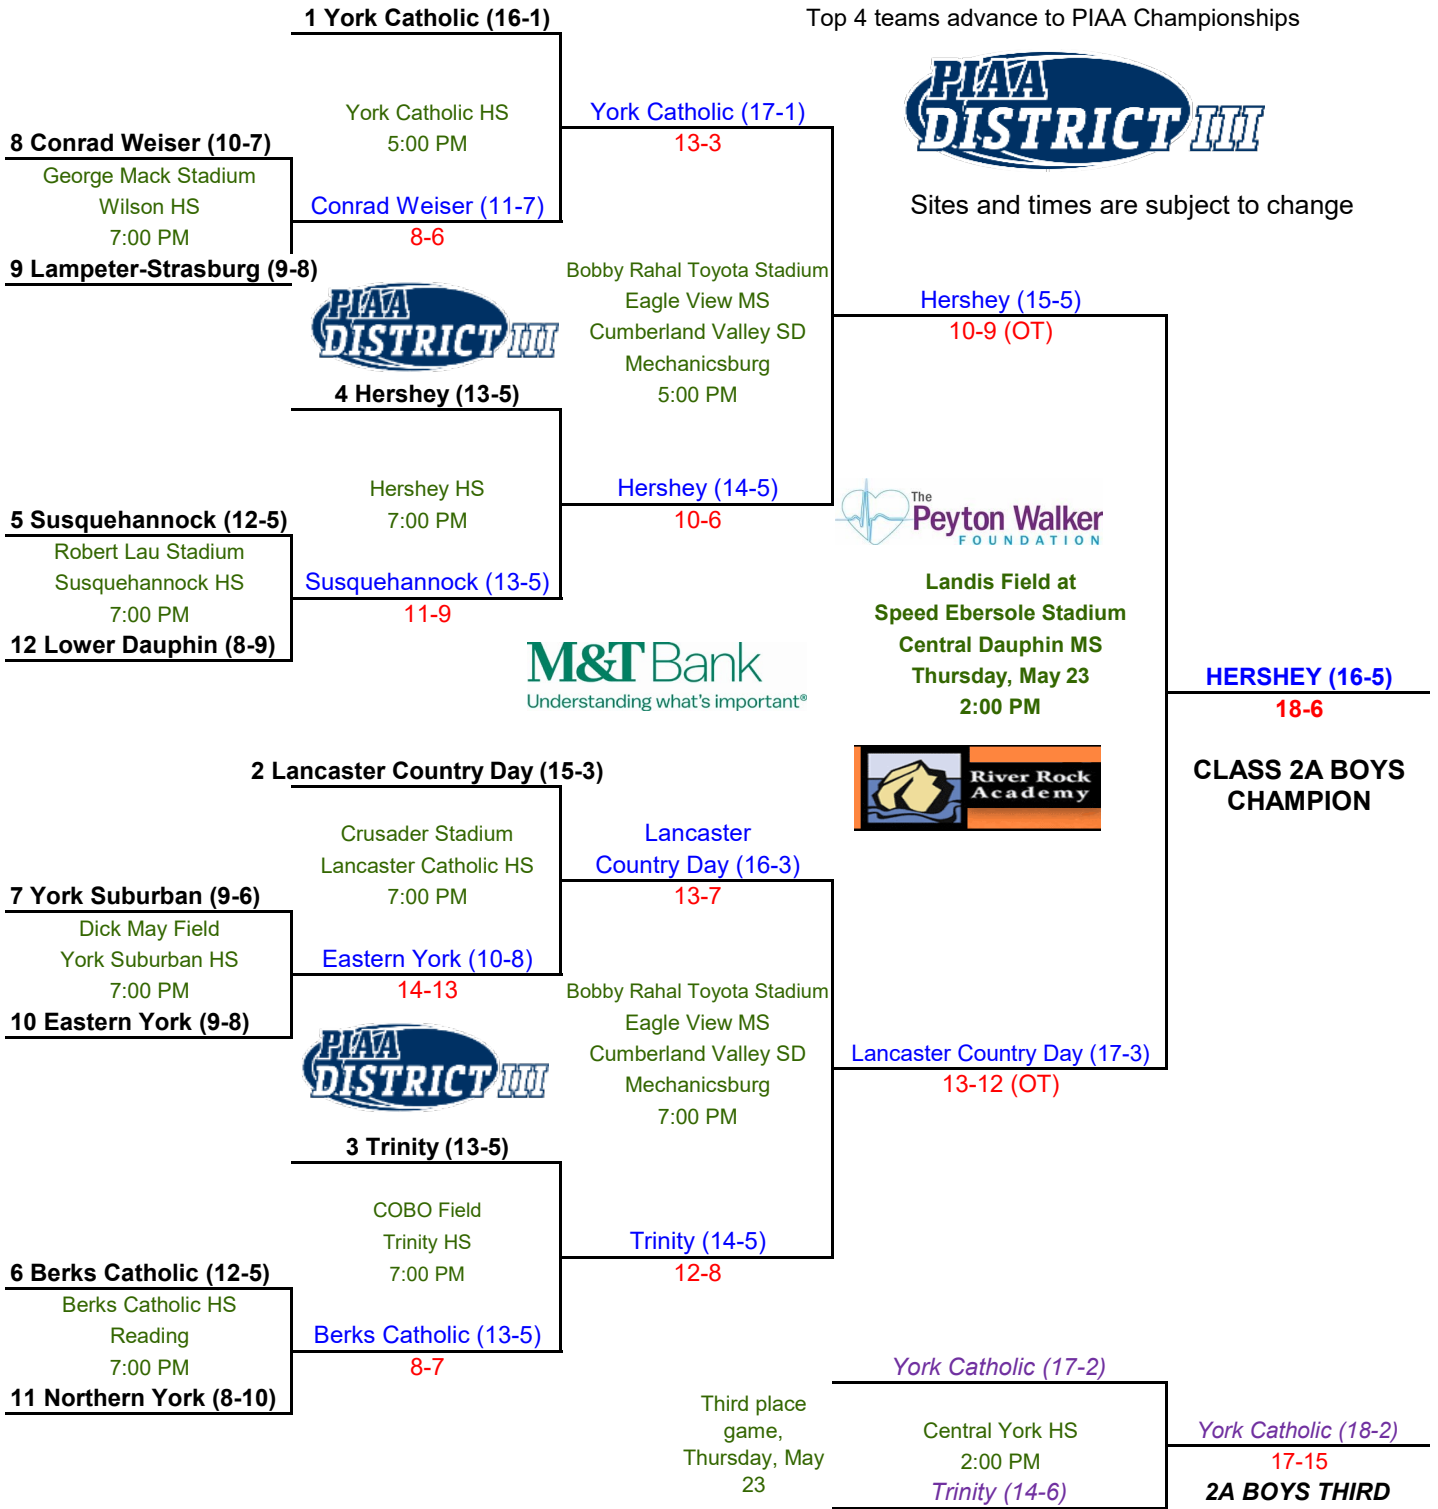 1 York Catholic (16-1)
Top 4 teams advance to PIAA Championships
PIAA
DISTRICT III
Sites and times are subject to change
York Catholic HS
5:00 PM
York Catholic (17-1)
13-3
8 Conrad Weiser (10-7)
George Mack Stadium
Wilson HS
7:00 PM
9 Lampeter-Strasburg (9-8)
Conrad Weiser (11-7)
8-6
PIAA
DISTRICT III
Bobby Rahal Toyota Stadium
Eagle View MS
Cumberland Valley SD
Mechanicsburg
5:00 PM
Hershey (15-5)
10-9 (OT)
4 Hershey (13-5)
Hershey HS
7:00 PM
Hershey (14-5)
10-6
5 Susquehannock (12-5)
Robert Lau Stadium
Susquehannock HS
7:00 PM
12 Lower Dauphin (8-9)
Susquehannock (13-5)
11-9
The
Peyton Walker
FOUNDATION
Landis Field at
Speed Ebersole Stadium
Central Dauphin MS
Thursday, May 23
2:00 PM
M&T Bank
Understanding what's important®
HERSHEY (16-5)
18-6
CLASS 2A BOYS
CHAMPION
River Rock
Academy
2 Lancaster Country Day (15-3)
Crusader Stadium
Lancaster Catholic HS
7:00 PM
Lancaster
Country Day (16-3)
13-7
7 York Suburban (9-6)
Dick May Field
York Suburban HS
7:00 PM
10 Eastern York (9-8)
Eastern York (10-8)
14-13
PIAA
DISTRICT III
Bobby Rahal Toyota Stadium
Eagle View MS
Cumberland Valley SD
Mechanicsburg
7:00 PM
Lancaster Country Day (17-3)
13-12 (OT)
3 Trinity (13-5)
COBO Field
Trinity HS
7:00 PM
Trinity (14-5)
12-8
6 Berks Catholic (12-5)
Berks Catholic HS
Reading
7:00 PM
11 Northern York (8-10)
Berks Catholic (13-5)
8-7
Third place
game,
Thursday, May
23
York Catholic (17-2)
Central York HS
2:00 PM
Trinity (14-6)
York Catholic (18-2)
17-15
2A BOYS THIRD